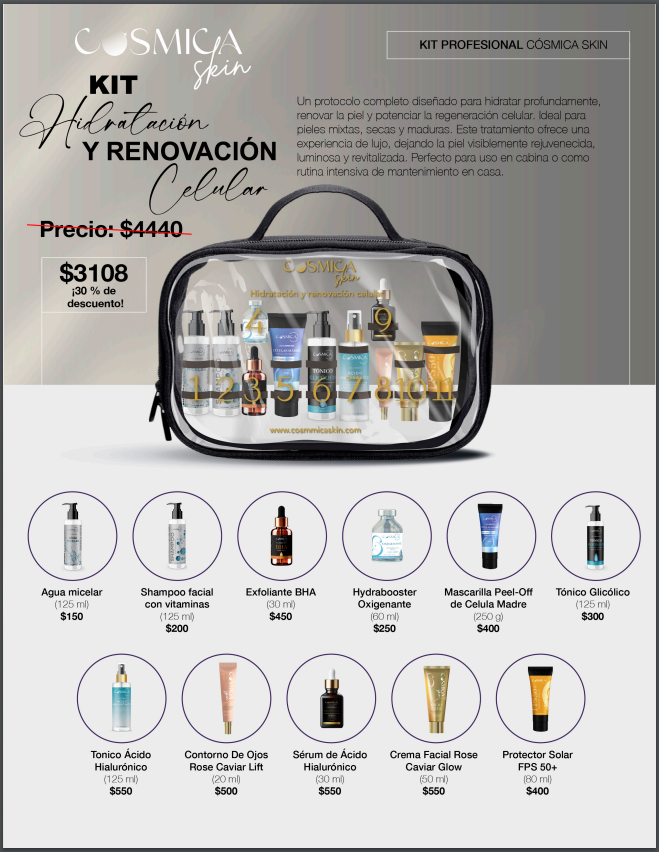 CÓSMICA
skin
KIT PROFESIONAL CÓSMICA SKIN
KIT
Hidratación
Y RENOVACIÓN
Celular
Un protocolo completo diseñado para hidratar profundamente,
renovar la piel y potenciar la regeneración celular. Ideal para
pieles mixtas, secas y maduras. Este tratamiento ofrece una
experiencia de lujo, dejando la piel visiblemente rejuvenecida,
luminosa y revitalizada. Perfecto para uso en cabina o como
rutina intensiva de mantenimiento en casa.
Precio: $4440
$3108
¡30 % de
descuento!
CÓSMICA
skin
Hidratación y renovación celular
4 9
1 2 3 5 6 7 8 10 11
TÓNICO
www.cosmmicaskin.com
Agua micelar
(125 ml)
$150
Shampoo facial
con vitaminas
(125 ml)
$200
Exfoliante BHA
(30 ml)
$450
Hydrabooster
Oxigenante
(60 ml)
$250
Mascarilla Peel-Off
de Celula Madre
(250 g)
$400
Tónico Glicólico
(125 ml)
$300
Tonico Ácido
Hialurónico
(125 ml)
$550
Contorno De Ojos
Rose Caviar Lift
(20 ml)
$500
Sérum de Ácido
Hialurónico
(30 ml)
$550
Crema Facial Rose
Caviar Glow
(50 ml)
$550
Protector Solar
FPS 50+
(80 ml)
$400